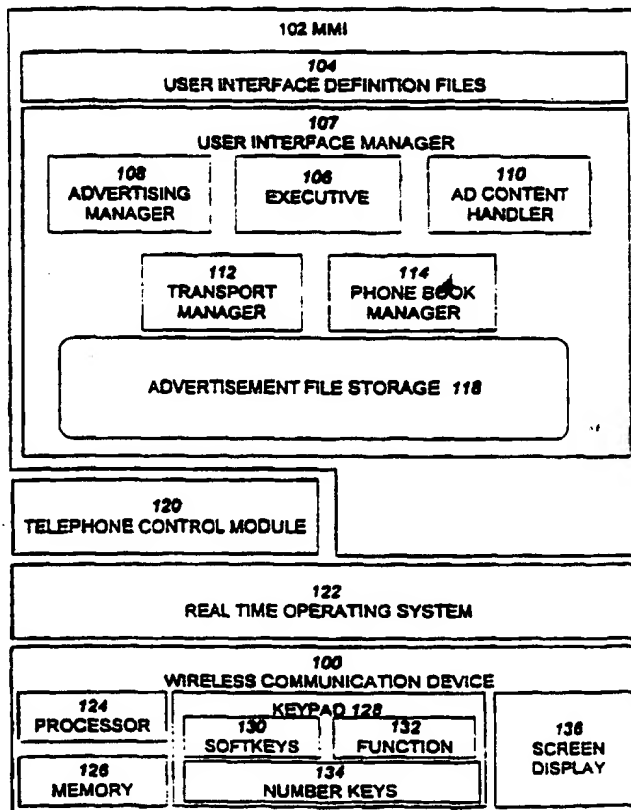 102 MMI
104
USER INTERFACE DEFINITION FILES
107
USER INTERFACE MANAGER
108
ADVERTISING
MANAGER
106
EXECUTIVE
110
AD CONTENT
HANDLER
112
TRANSPORT
MANAGER
114
PHONE BOOK
MANAGER
ADVERTISEMENT FILE STORAGE 118
120
TELEPHONE CONTROL MODULE
122
REAL TIME OPERATING SYSTEM
100
WIRELESS COMMUNICATION DEVICE
124
PROCESSOR
126
MEMORY
KEYPAD 128
130
SOFTKEYS
132
FUNCTION
134
NUMBER KEYS
136
SCREEN
DISPLAY